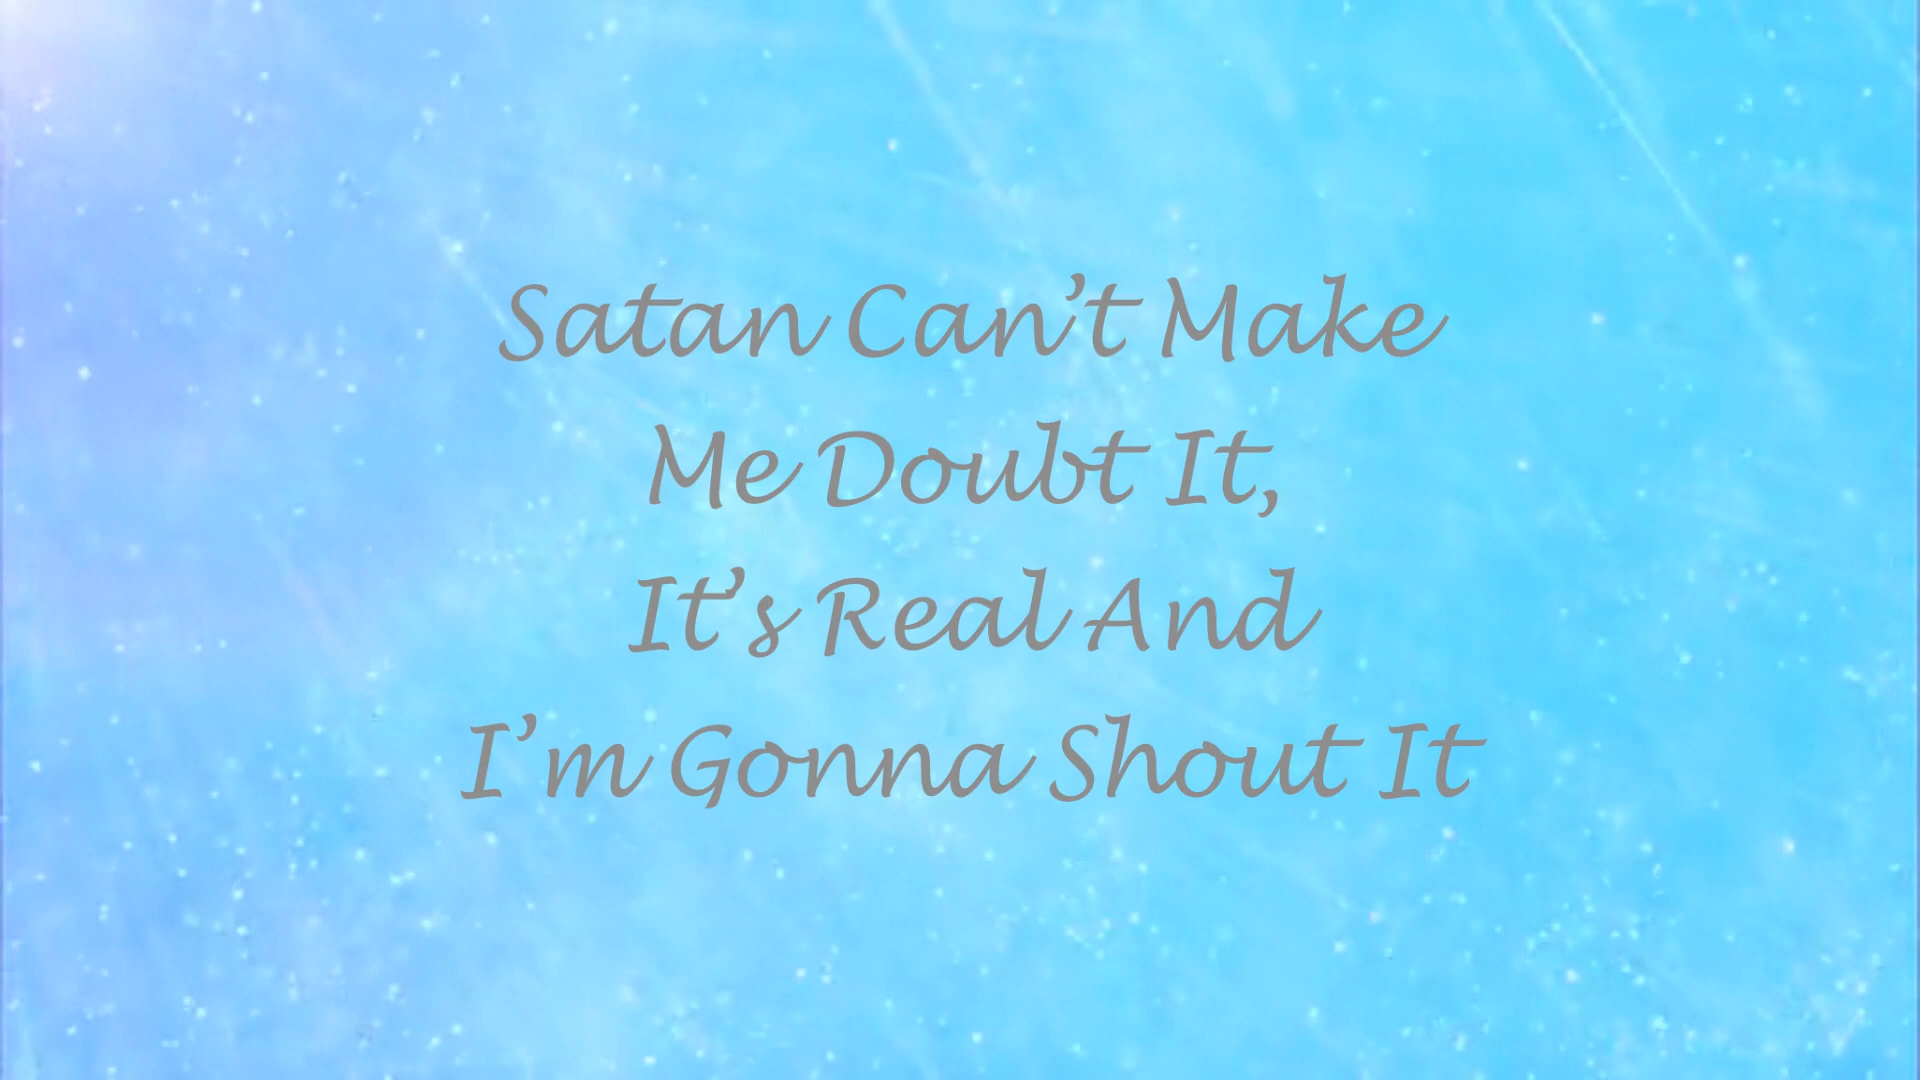 Satan Can’t Make
Me Doubt It,
It’s Real And
I’m Gonna Shout It